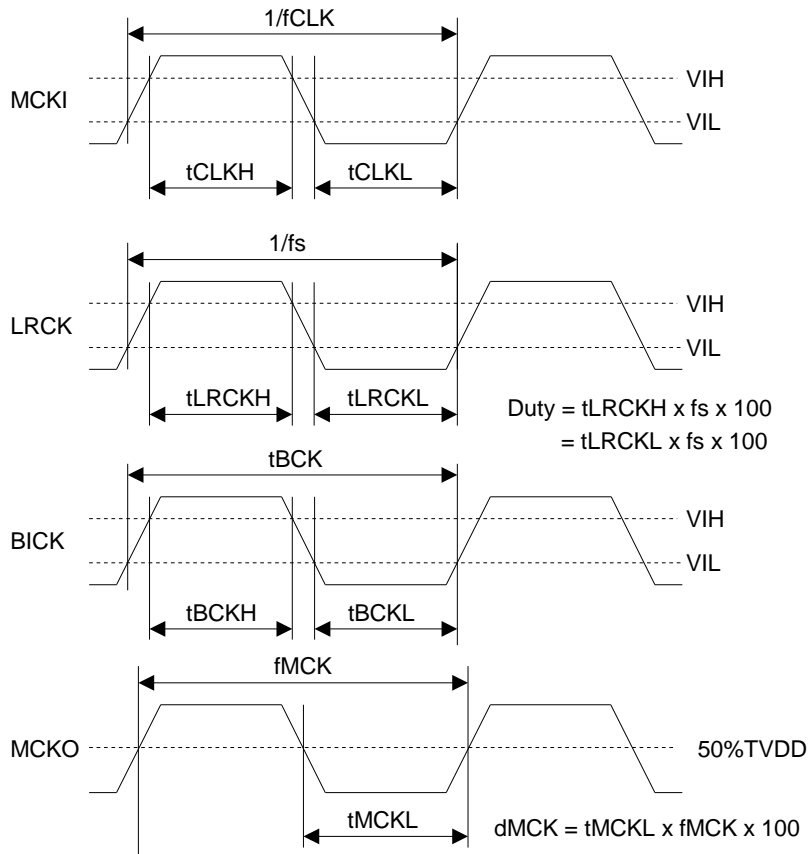 1/fCLK
MCKI
VIH
VIL
tCLKH
tCLKL
1/fs
LRCK
VIH
VIL
tLRCKH
tLRCKL
Duty = tLRCKH x fs x 100
= tLRCKL x fs x 100
tBCK
BICK
VIH
VIL
tBCKH
tBCKL
fMCK
MCKO
50%TVDD
tMCKL
dMCK = tMCKL x fMCK x 100